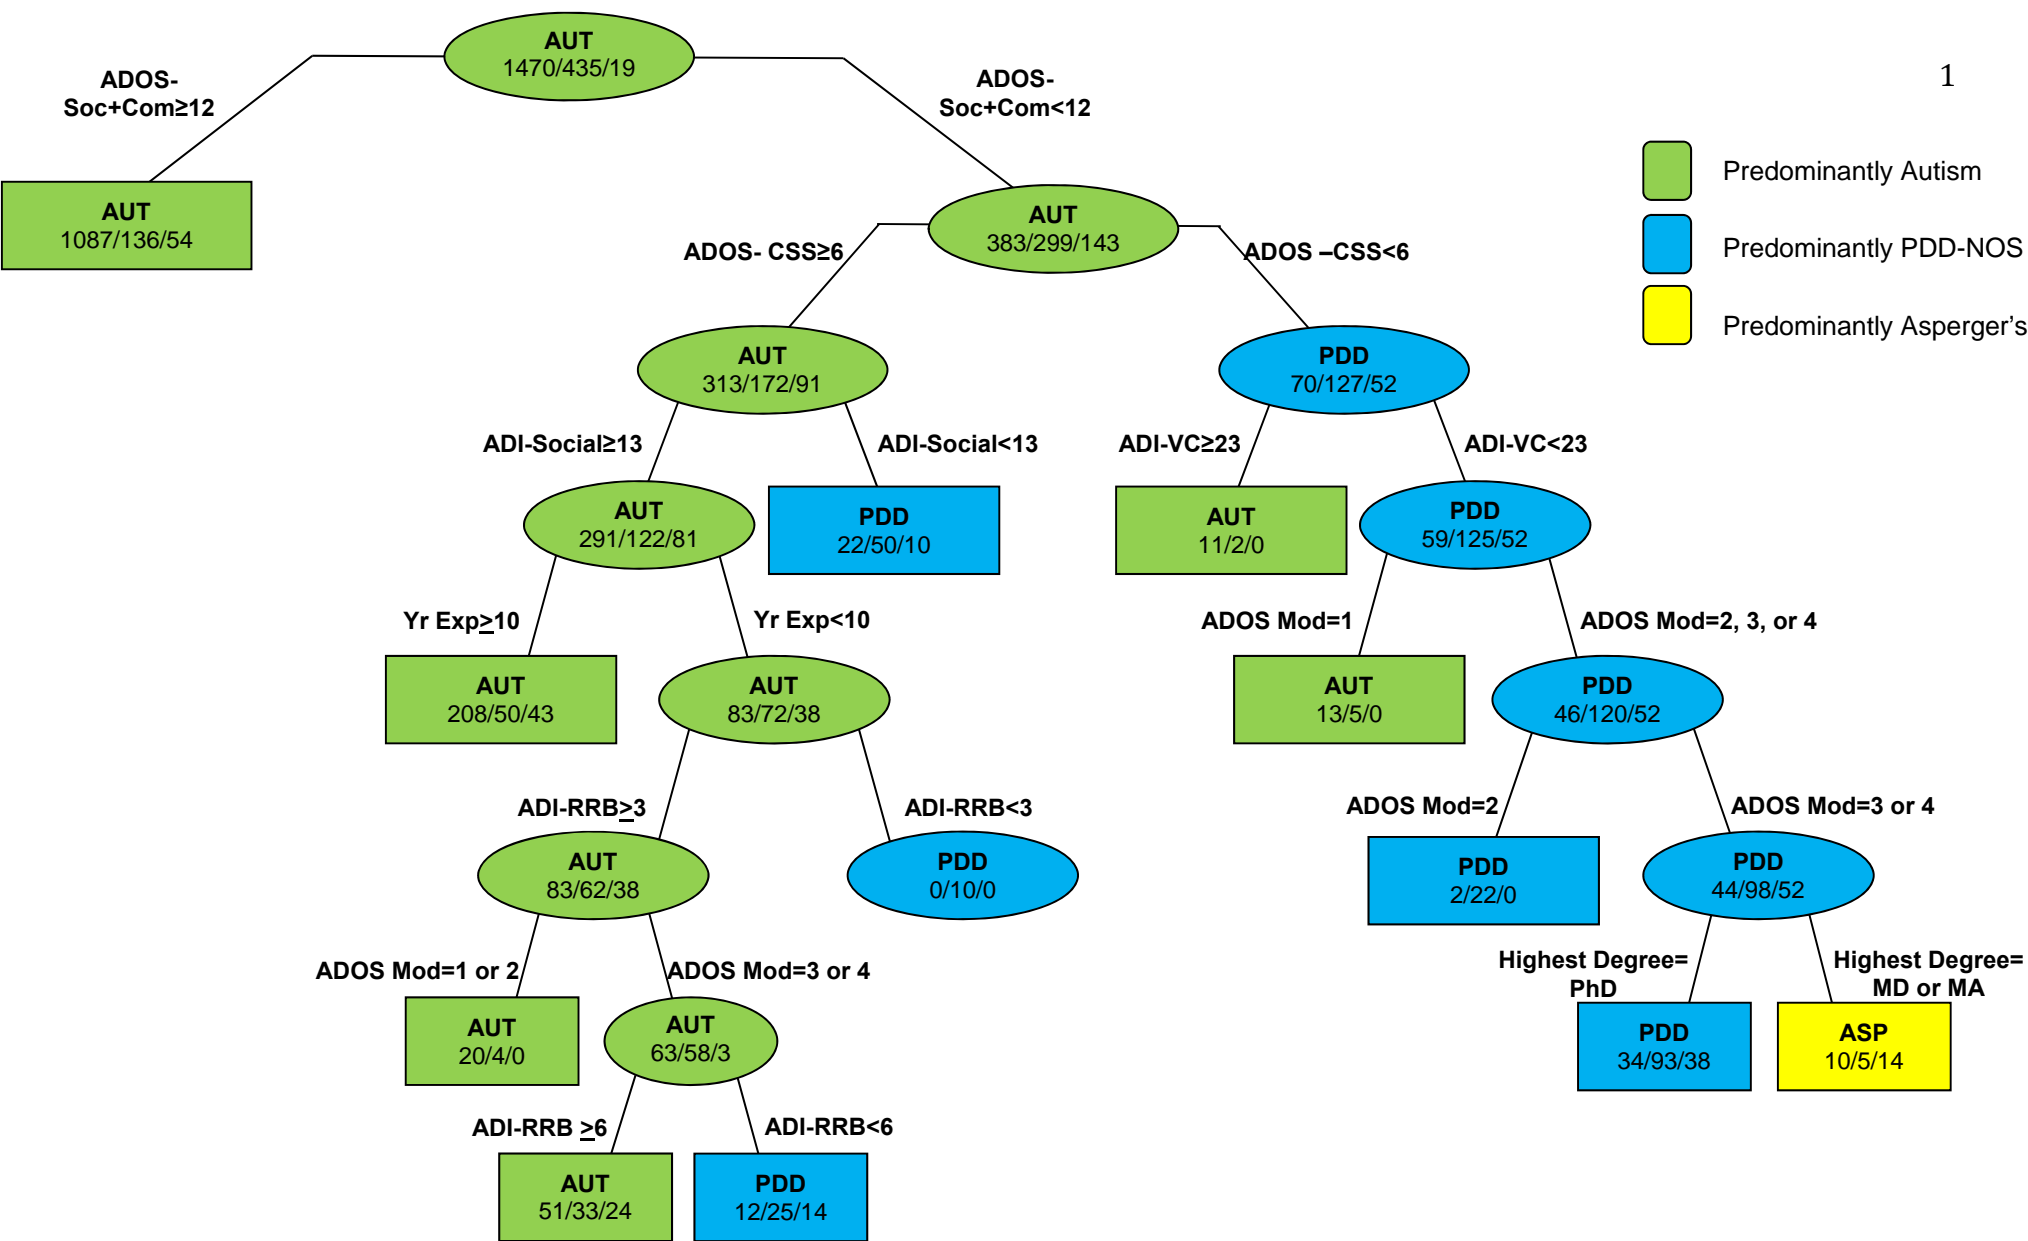 AUT
1470/435/19
ADOS-
Soc+Com≥12
ADOS-
Soc+Com<12
1
Predominantly Autism
Predominantly PDD-NOS
Predominantly Asperger's
AUT
1087/136/54
AUT
383/299/143
ADOS- CSS≥6
ADOS –CSS<6
AUT
313/172/91
PDD
70/127/52
ADI-Social≥13
ADI-Social<13
ADI-VC≥23
ADI-VC<23
AUT
291/122/81
PDD
22/50/10
AUT
11/2/0
PDD
59/125/52
Yr Exp≥10
Yr Exp<10
ADOS Mod=1
ADOS Mod=2, 3, or 4
AUT
208/50/43
AUT
83/72/38
AUT
13/5/0
PDD
46/120/52
ADI-RRB≥3
ADI-RRB<3
ADOS Mod=2
ADOS Mod=3 or 4
AUT
83/62/38
PDD
0/10/0
PDD
2/22/0
PDD
44/98/52
ADOS Mod=1 or 2
ADOS Mod=3 or 4
Highest Degree=
PhD
Highest Degree=
MD or MA
AUT
20/4/0
AUT
63/58/3
PDD
34/93/38
ASP
10/5/14
ADI-RRB ≥6
ADI-RRB<6
AUT
51/33/24
PDD
12/25/14